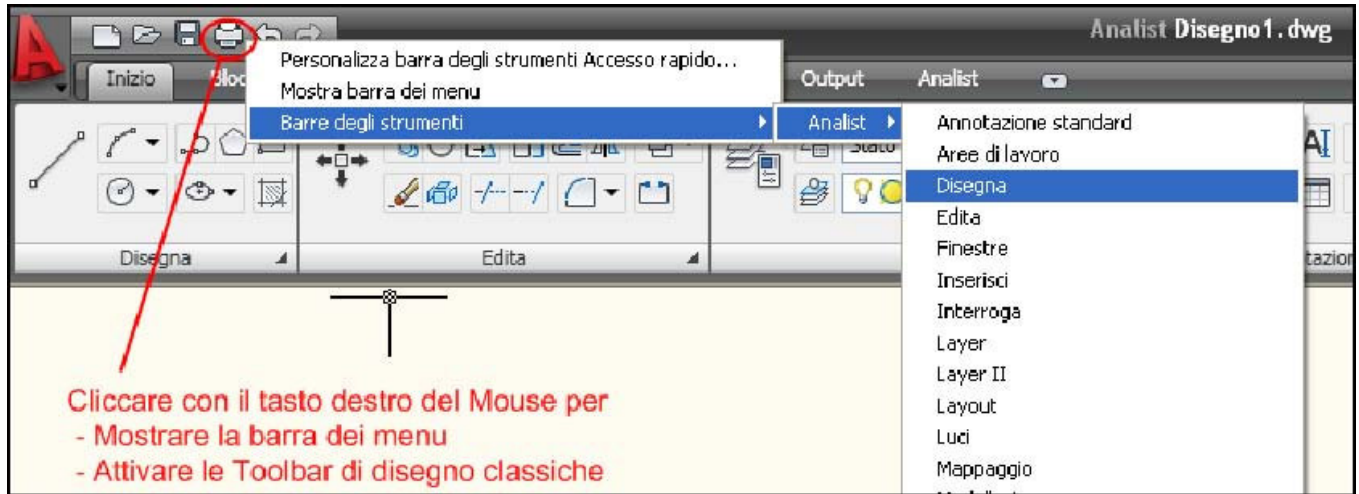 Analist Disegno1.dwg
Personalizza barra degli strumenti Accesso rapido...
Mostra barra dei menu
Barre degli strumenti
Inizio
Output
Analist
Analist
Annotazione standard
Aree di lavoro
Disegna
Edita
Finestre
Inserisci
Interroga
Layer
Layer II
Layout
Luci
Mappaggio
Disegna
Edita
Cliccare con il tasto destro del Mouse per
- Mostrare la barra dei menu
- Attivare le Toolbar di disegno classiche